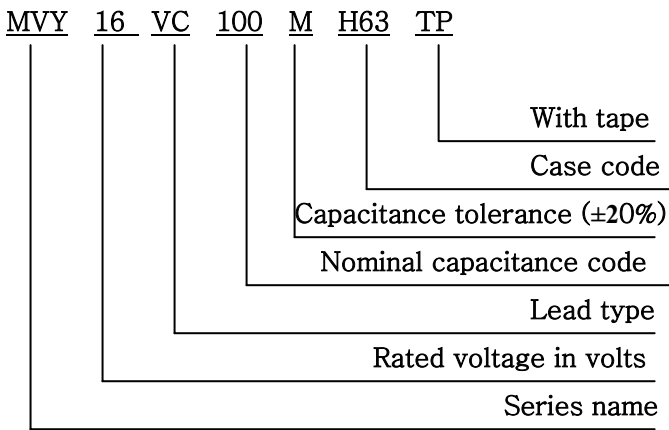 MVY 16 VC 100 M H63 TP
With tape
Case code
Capacitance tolerance (±20%)
Nominal capacitance code
Lead type
Rated voltage in volts
Series name